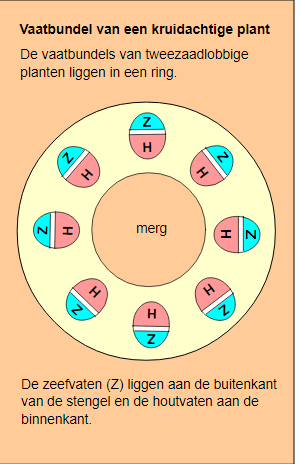 Vaatbundel van een kruidachtige plant
De vaatbundels van tweezaadlobbige
planten liggen in een ring.
Z
H
Z
H
Z
H
Z
H
merg
H
Z
H
Z
H
Z
H
Z
De zeefvaten (Z) liggen aan de buitenkant
van de stengel en de houtvaten aan de
binnenkant.